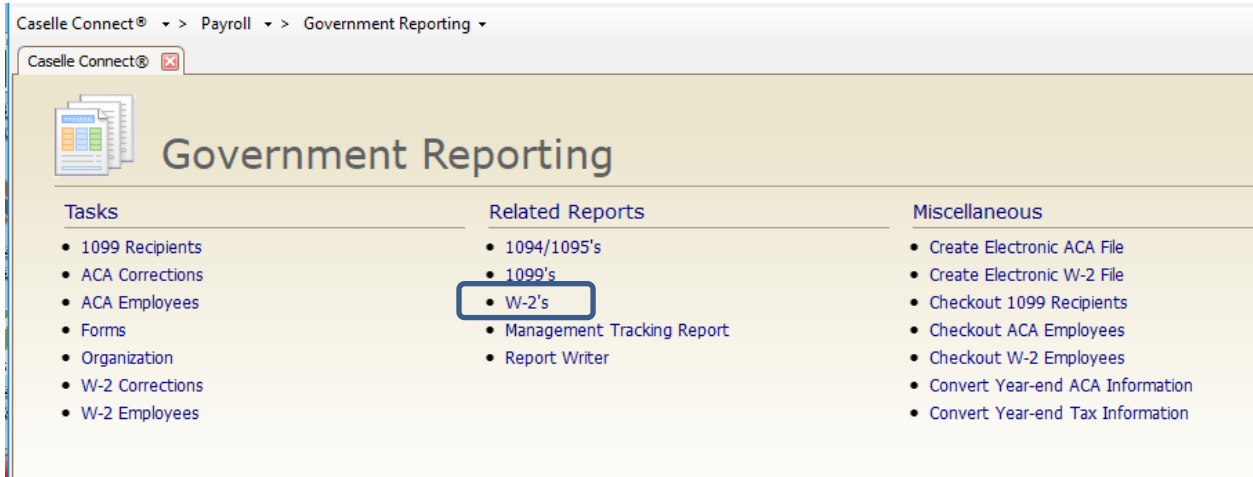 Caselle Connect® > Payroll > Government Reporting
Caselle Connect®
Government Reporting
Tasks
• 1099 Recipients
• ACA Corrections
• ACA Employees
• Forms
• Organization
• W-2 Corrections
• W-2 Employees
Related Reports
• 1094/1095's
• 1099's
• W-2's
• Management Tracking Report
• Report Writer
Miscellaneous
• Create Electronic ACA File
• Create Electronic W-2 File
• Checkout 1099 Recipients
• Checkout ACA Employees
• Checkout W-2 Employees
• Convert Year-end ACA Information
• Convert Year-end Tax Information